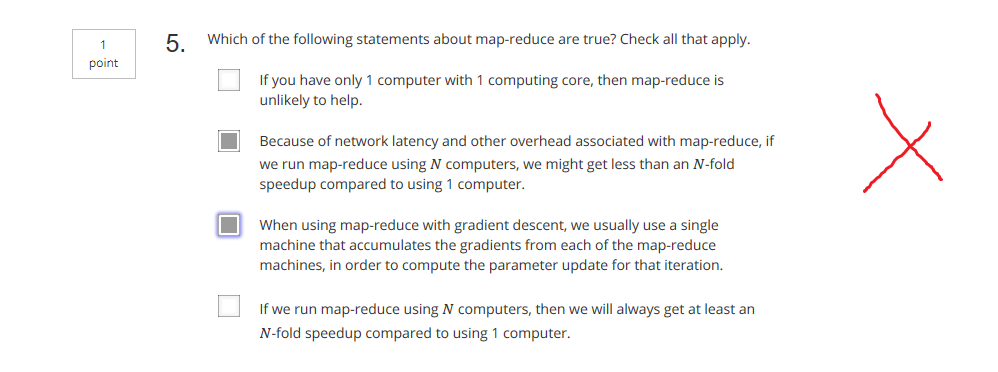 1
point
5. Which of the following statements about map-reduce are true? Check all that apply.
If you have only 1 computer with 1 computing core, then map-reduce is
unlikely to help.
Because of network latency and other overhead associated with map-reduce, if
we run map-reduce using N computers, we might get less than an N-fold
speedup compared to using 1 computer.
When using map-reduce with gradient descent, we usually use a single
machine that accumulates the gradients from each of the map-reduce
machines, in order to compute the parameter update for that iteration.
If we run map-reduce using N computers, then we will always get at least an
N-fold speedup compared to using 1 computer.